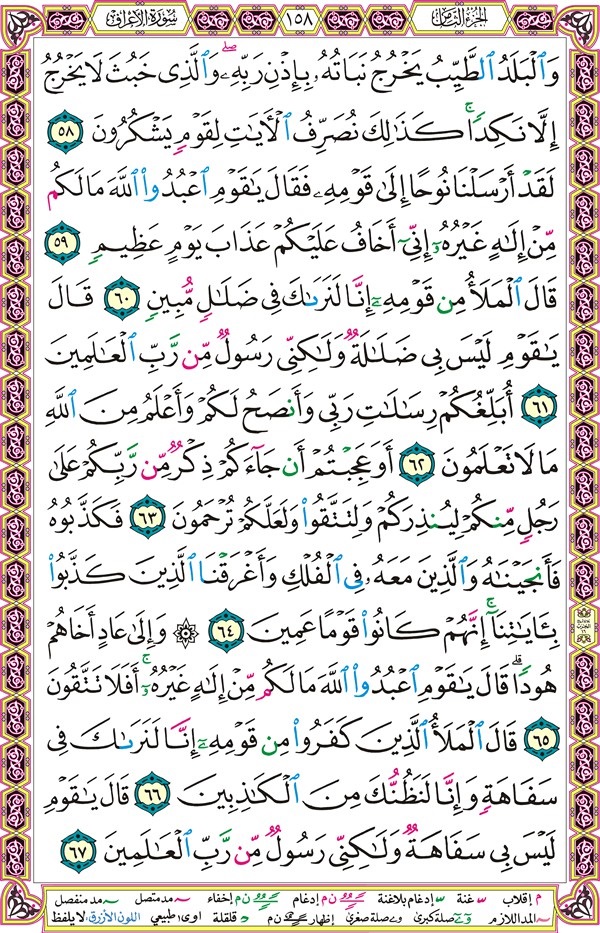 الجزء الثامن ١٥٨ سورة الأعراف
وَٱلْبَلَدُ ٱلطَّيِّبُ يَخْرُجُ نَبَاتُهُۥ بِإِذْنِ رَبِّهِۦ ۖ وَٱلَّذِى خَبُثَ لَا يَخْرُجُ
إِلَّا نَكِدًا ۚ كَذَٰلِكَ نُصَرِّفُ ٱلْـَٔايَٰتِ لِقَوْمٍ يَشْكُرُونَ ٥٨
لَقَدْ أَرْسَلْنَا نُوحًا إِلَىٰ قَوْمِهِۦ فَقَالَ يَٰقَوْمِ ٱعْبُدُوا۟ ٱللَّهَ مَا لَكُم
مِّنْ إِلَٰهٍ غَيْرُهُۥٓ إِنِّىٓ أَخَافُ عَلَيْكُمْ عَذَابَ يَوْمٍ عَظِيمٍ ٥٩
قَالَ ٱلْمَلَأُ مِن قَوْمِهِۦٓ إِنَّا لَنَرَىٰكَ فِى ضَلَٰلٍ مُّبِينٍ ٦٠ قَالَ
يَٰقَوْمِ لَيْسَ بِى ضَلَٰلَةٌ وَلَٰكِنِّى رَسُولٌ مِّن رَّبِّ ٱلْعَٰلَمِينَ
٦١ أُبَلِّغُكُمْ رِسَٰلَٰتِ رَبِّى وَأَنصَحُ لَكُمْ وَأَعْلَمُ مِنَ ٱللَّهِ
مَا لَا تَعْلَمُونَ ٦٢ أَوَعَجِبْتُمْ أَن جَآءَكُمْ ذِكْرٌ مِّن رَّبِّكُمْ عَلَىٰ
رَجُلٍ مِّنكُمْ لِيُنذِرَكُمْ وَلِتَتَّقُوا۟ وَلَعَلَّكُمْ تُرْحَمُونَ ٦٣ فَكَذَّبُوهُ
فَأَنجَيْنَٰهُ وَٱلَّذِينَ مَعَهُۥ فِى ٱلْفُلْكِ وَأَغْرَقْنَا ٱلَّذِينَ كَذَّبُوا۟
بِـَٔايَٰتِنَآ ۚ إِنَّهُمْ كَانُوا۟ قَوْمًا عَمِينَ ٦٤ ۞ وَإِلَىٰ عَادٍ أَخَاهُمْ
هُودًا ۗ قَالَ يَٰقَوْمِ ٱعْبُدُوا۟ ٱللَّهَ مَا لَكُم مِّنْ إِلَٰهٍ غَيْرُهُۥٓ ۚ أَفَلَا تَتَّقُونَ
٦٥ قَالَ ٱلْمَلَأُ ٱلَّذِينَ كَفَرُوا۟ مِن قَوْمِهِۦٓ إِنَّا لَنَرَىٰكَ فِى
سَفَاهَةٍ وَإِنَّا لَنَظُنُّكَ مِنَ ٱلْكَٰذِبِينَ ٦٦ قَالَ يَٰقَوْمِ
لَيْسَ بِى سَفَاهَةٌ وَلَٰكِنِّى رَسُولٌ مِّن رَّبِّ ٱلْعَٰلَمِينَ ٦٧
م إقلاب غنة إدغام بلاغنة ن م إدغام ن م إخفاء مد متصل مد منفصل
المد اللازم صلة كبرى صلة صغرى إظهار ن م قلقلة اوى طبيعي اللون الأزرق: لا يلفظ